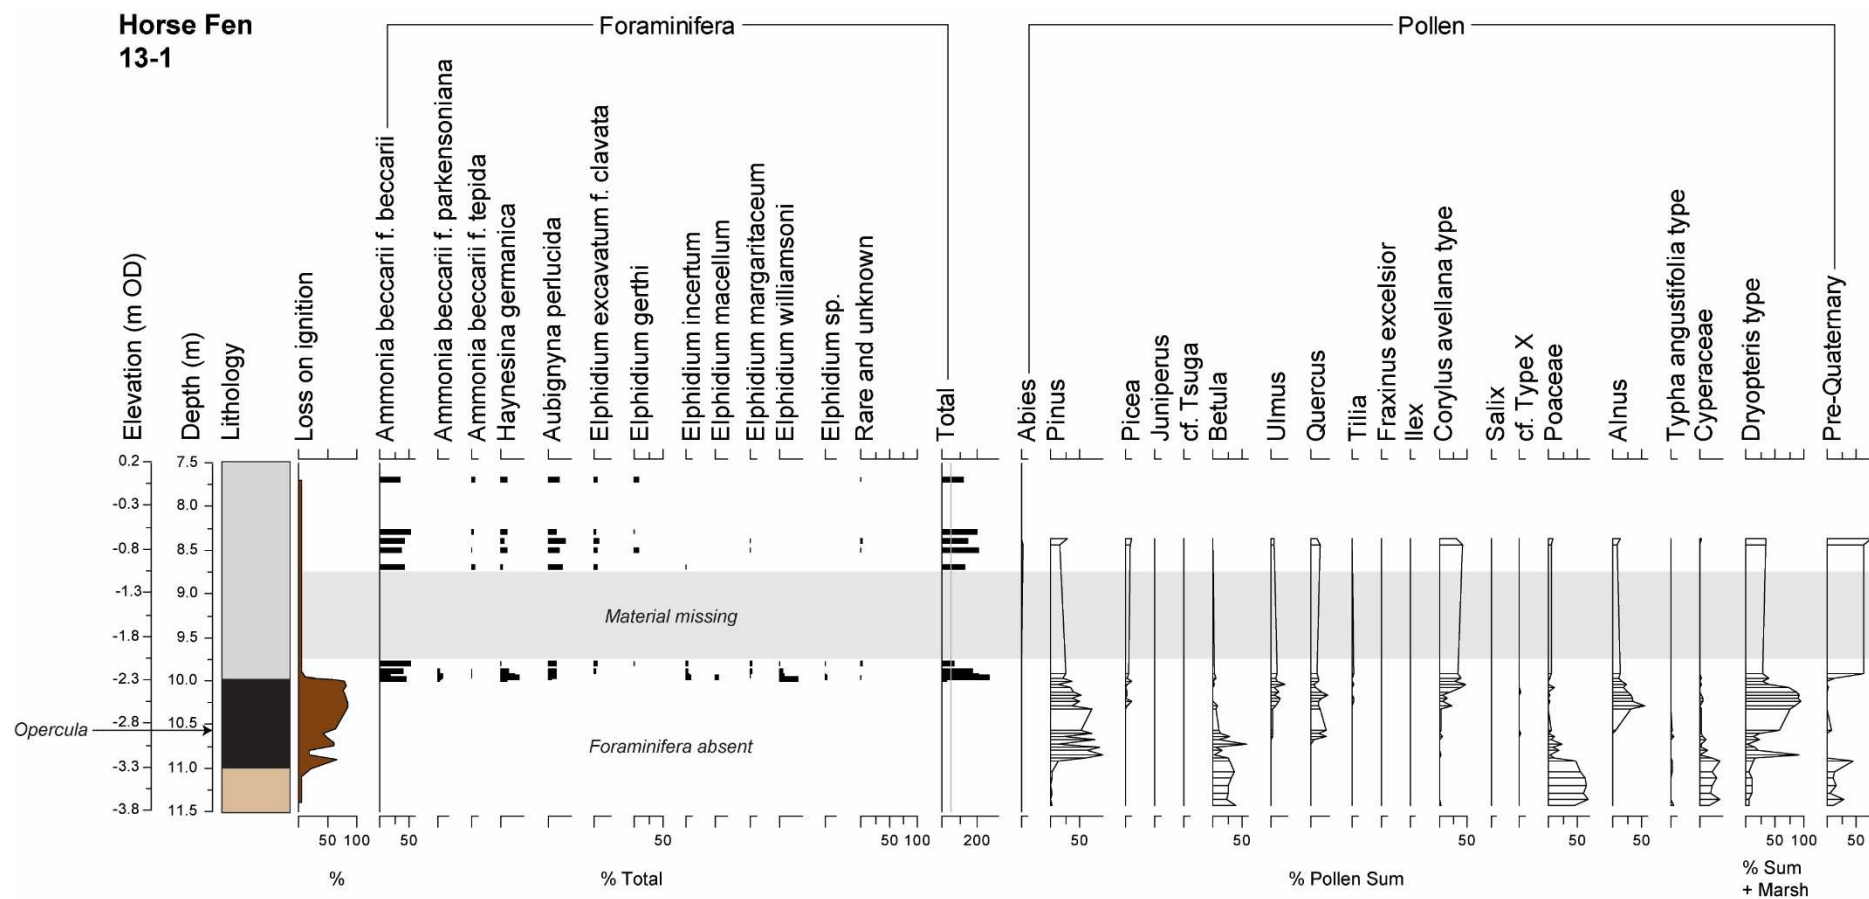 Horse Fen
13-1
Foraminifera
Pollen
Elevation (m OD)
Depth (m)
Lithology
Loss on ignition
Ammonia beccarii f. beccarii
Ammonia beccarii f. parkensoniana
Ammonia beccarii f. tepida
Haynesina germanica
Aubignyna perlucida
Elphidium excavatum f. clavata
Elphidium gerthi
Elphidium incertum
Elphidium macellum
Elphidium margaritaceum
Elphidium williamsoni
Elphidium sp.
Rare and unknown
Total
Abies
Pinus
Picea
Juniperus
cf. Tsuga
Betula
Ulmus
Quercus
Tilia
Fraxinus excelsior
Ilex
Corylus avellana type
Salix
cf. Type X
Poaceae
Alnus
Typha angustifolia type
Cyperaceae
Dryopteris type
Pre-Quaternary
0.2 7.5
-0.3 8.0
-0.8 8.5
-1.3 9.0
Material missing
-1.8 9.5
-2.3 10.0
-2.8 10.5
Opercula
Foraminifera absent
-3.3 11.0
-3.8 11.5
50 100 50 50 50 100 200 50 50 50 50 50 50 100 50
% % Total % Pollen Sum % Sum
+ Marsh